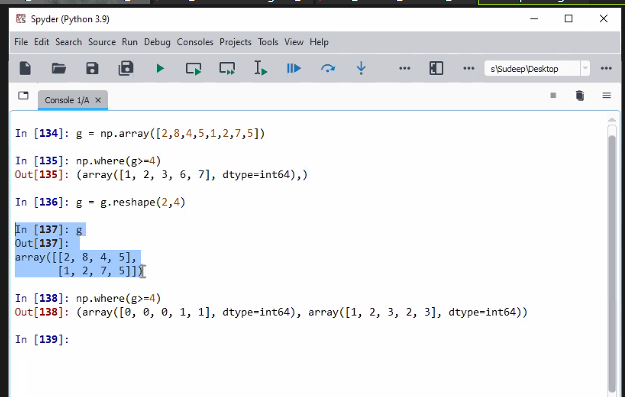 Spyder (Python 3.9)
File Edit Search Source Run Debug Consoles Projects Tools View Help
s\Sudeep\Desktop
Console 1/A
In [134]: g = np.array([2,8,4,5,1,2,7,5])
In [135]: np.where(g>=4)
Out[135]: (array([1, 2, 3, 6, 7], dtype=int64),)
In [136]: g = g.reshape(2,4)
In [137]: g
Out[137]:
array([[2, 8, 4, 5],
[1, 2, 7, 5]])
In [138]: np.where(g>=4)
Out[138]: (array([0, 0, 0, 1, 1], dtype=int64), array([1, 2, 3, 2, 3], dtype=int64))
In [139]: